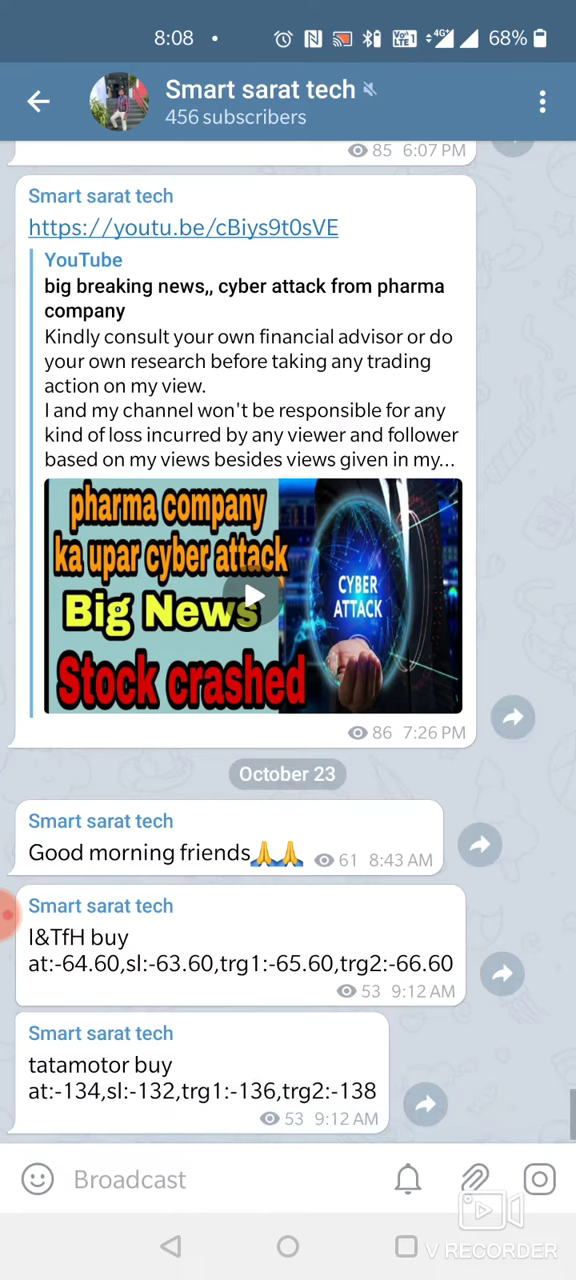 8:08
4G+
VoLTE1
68%
Smart sarat tech
456 subscribers
85 6:07 PM
Smart sarat tech
https://youtu.be/cBiys9t0sVE
YouTube
big breaking news,, cyber attack from pharma
company
Kindly consult your own financial advisor or do
your own research before taking any trading
action on my view.
I and my channel won't be responsible for any
kind of loss incurred by any viewer and follower
based on my views besides views given in my...
pharma company
ka upar cyber attack
Big News
Stock crashed
CYBER
ATTACK
86 7:26 PM
October 23
Smart sarat tech
Good morning friends🙏🙏 61 8:43 AM
Smart sarat tech
l&TfH buy
at:-64.60,sl:-63.60,trg1:-65.60,trg2:-66.60
53 9:12 AM
Smart sarat tech
tatamotor buy
at:-134,sl:-132,trg1:-136,trg2:-138
53 9:12 AM
Broadcast
V RECORDER